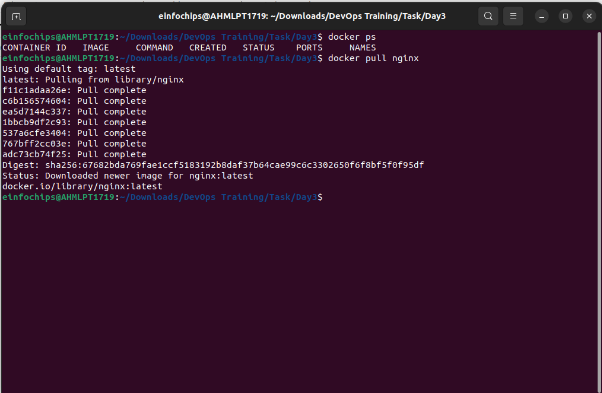 einfochips@AHMLPT1719: ~/Downloads/DevOps Training/Task/Day3
einfochips@AHMLPT1719:~/Downloads/DevOps Training/Task/Day3$ docker ps
CONTAINER ID   IMAGE     COMMAND   CREATED   STATUS    PORTS     NAMES
einfochips@AHMLPT1719:~/Downloads/DevOps Training/Task/Day3$ docker pull nginx
Using default tag: latest
latest: Pulling from library/nginx
f11c1adaa26e: Pull complete
c6b156574604: Pull complete
ea5d7144c337: Pull complete
1bbcb9df2c93: Pull complete
537a6cfe3404: Pull complete
767bff2cc03e: Pull complete
adc73cb74f25: Pull complete
Digest: sha256:67682bda769fae1ccf5183192b8daf37b64cae99c6c3302650f6f8bf5f0f95df
Status: Downloaded newer image for nginx:latest
docker.io/library/nginx:latest
einfochips@AHMLPT1719:~/Downloads/DevOps Training/Task/Day3$